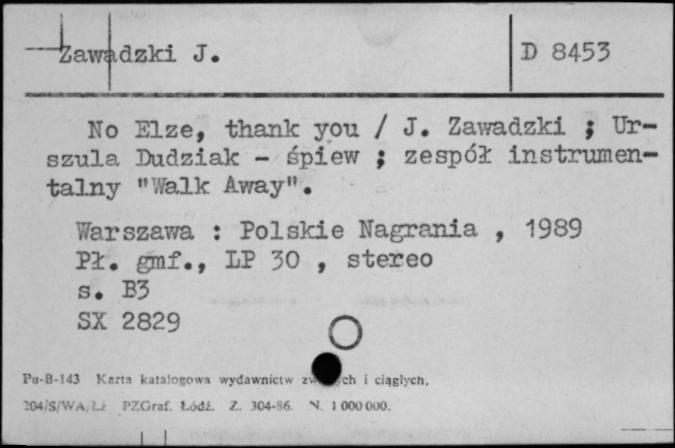 Zawadzki J.
D 8453
No Elze, thank you / J. Zawadzki ; Ur-
szula Dudziak - śpiew ; zespół instrumen-
talny "Walk Away".
Warszawa : Polskie Nagrania , 1989
Pł. gmf., LP 30 , stereo
s. B3
SX 2829
Pu-B-143 Karta katalogowa wydawnictw i ciągłych.
204/S/WA/Łż PZGraf. Łódź. Z. 304-86. N. 1 000 000.